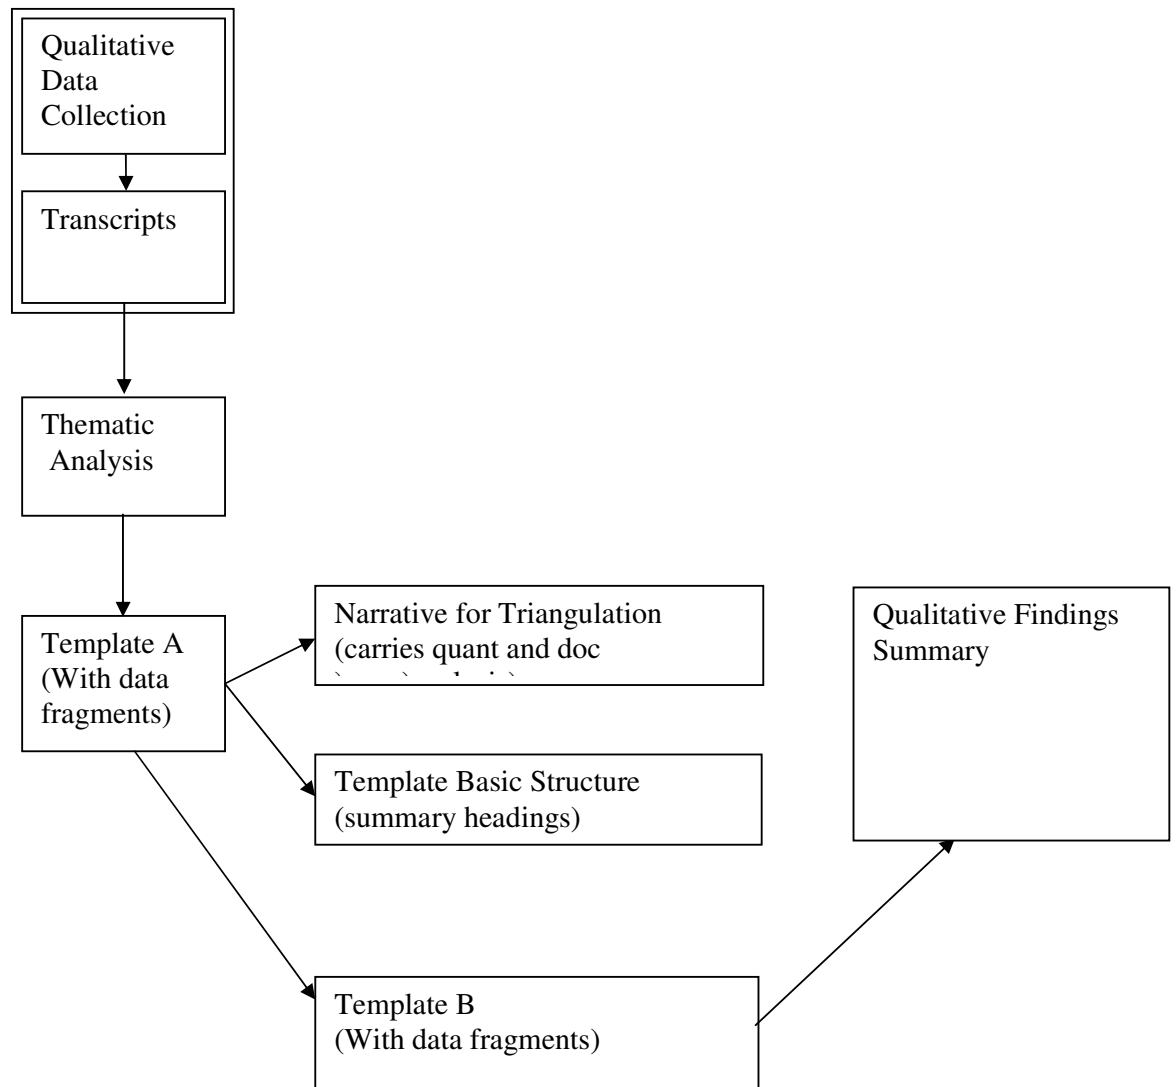 Qualitative
Data
Collection
Transcripts
Thematic
Analysis
Template A
(With data
fragments)
Narrative for Triangulation
(carries quant and doc
Template Basic Structure
(summary headings)
Template B
(With data fragments)
Qualitative Findings
Summary